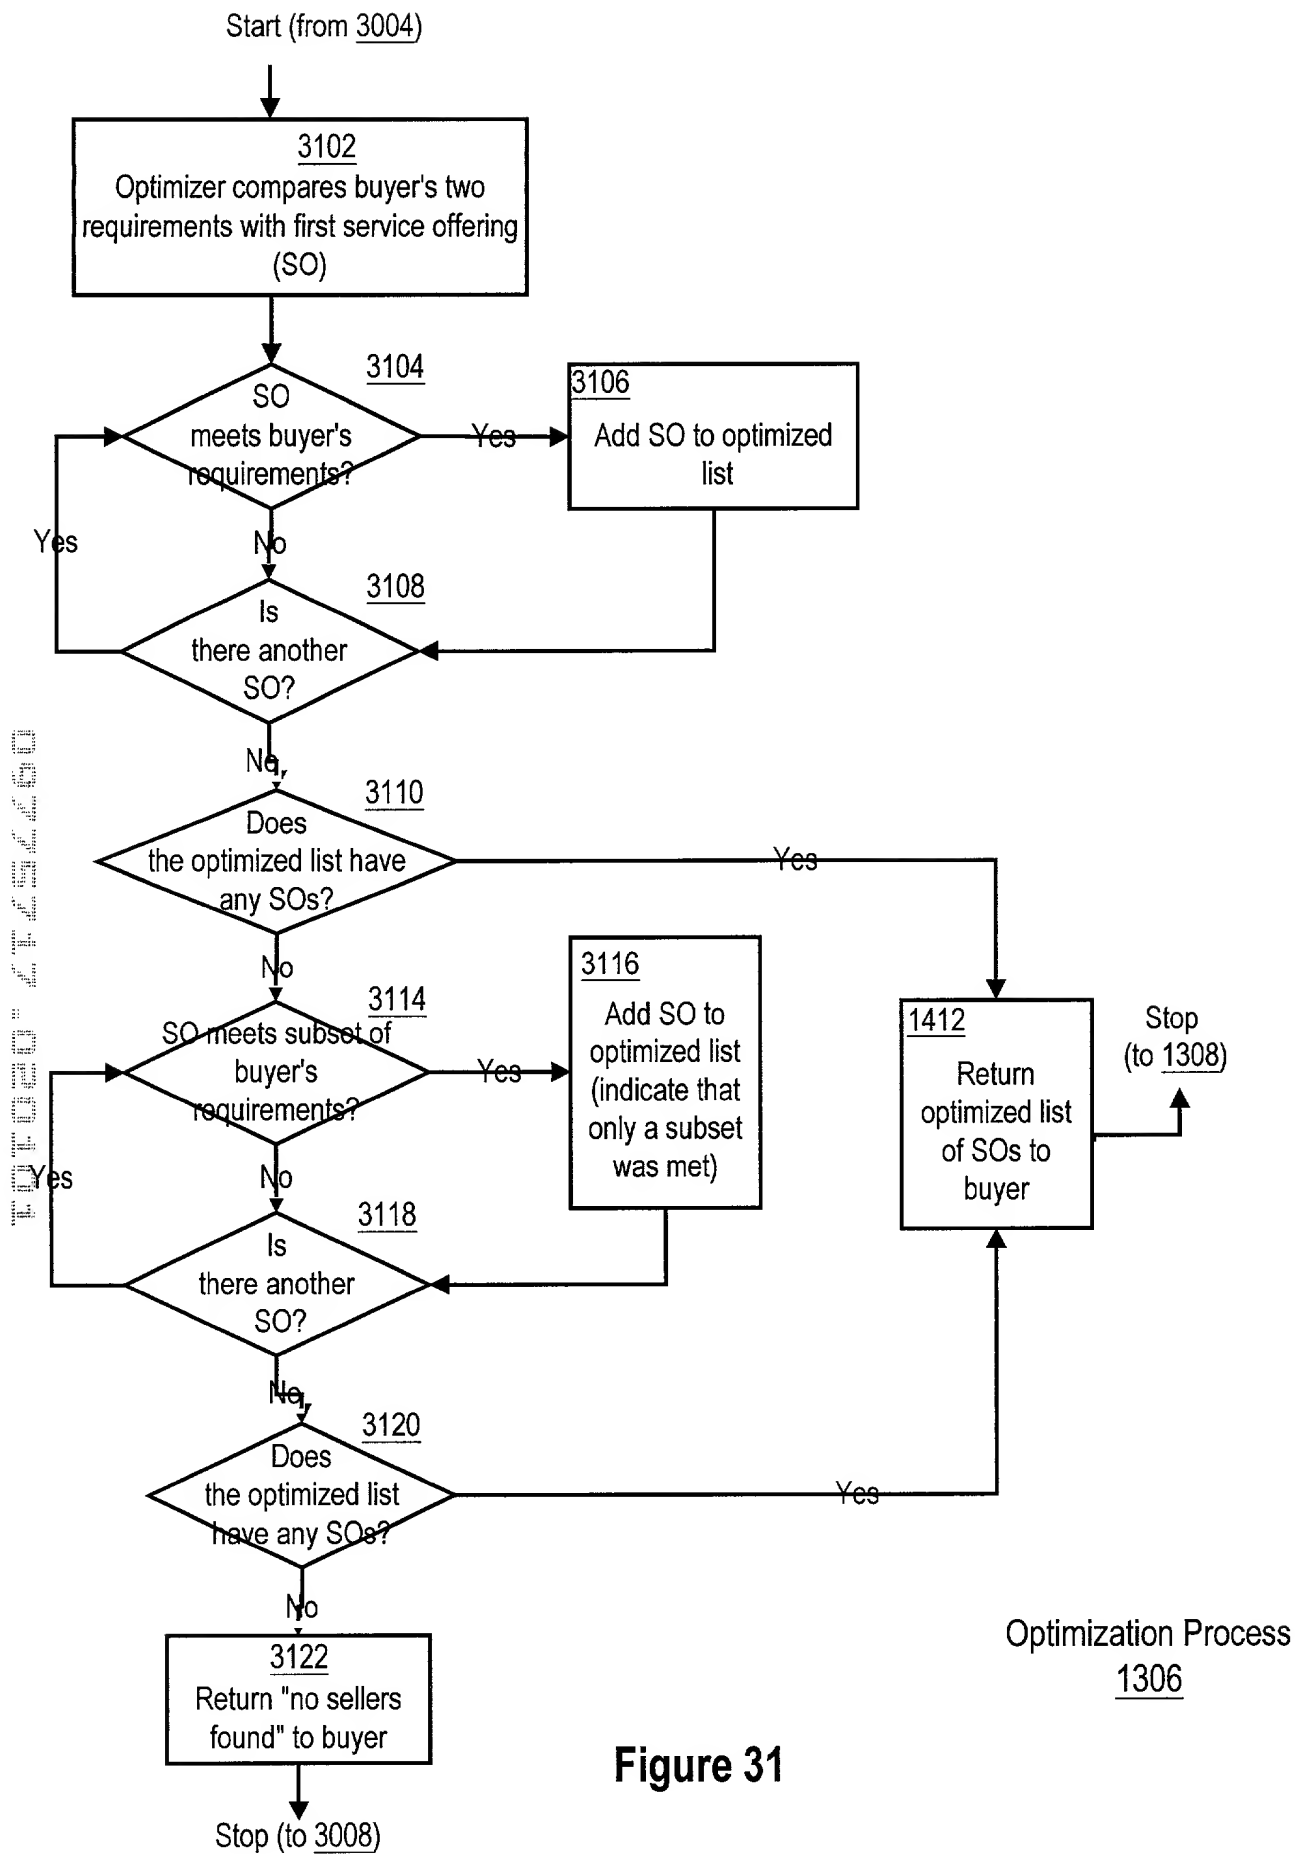 Start (from 3004)
3102
Optimizer compares buyer's two
requirements with first service offering
(SO)
3104
SO
meets buyer's
requirements?
Yes
3106
Add SO to optimized
list
Yes
No
3108
Is
there another
SO?
No,
3110
Does
the optimized list have
any SOs?
Yes
No
3114
SO meets subset of
buyer's
requirements?
Yes
3116
Add SO to
optimized list
(indicate that
only a subset
was met)
1412
Return
optimized list
of SOs to
buyer
Stop
(to 1308)
Yes
No
3118
Is
there another
SO?
No,
3120
Does
the optimized list
have any SOs?
Yes
No
3122
Return "no sellers
found" to buyer
Stop (to 3008)
Optimization Process
1306
Figure 31